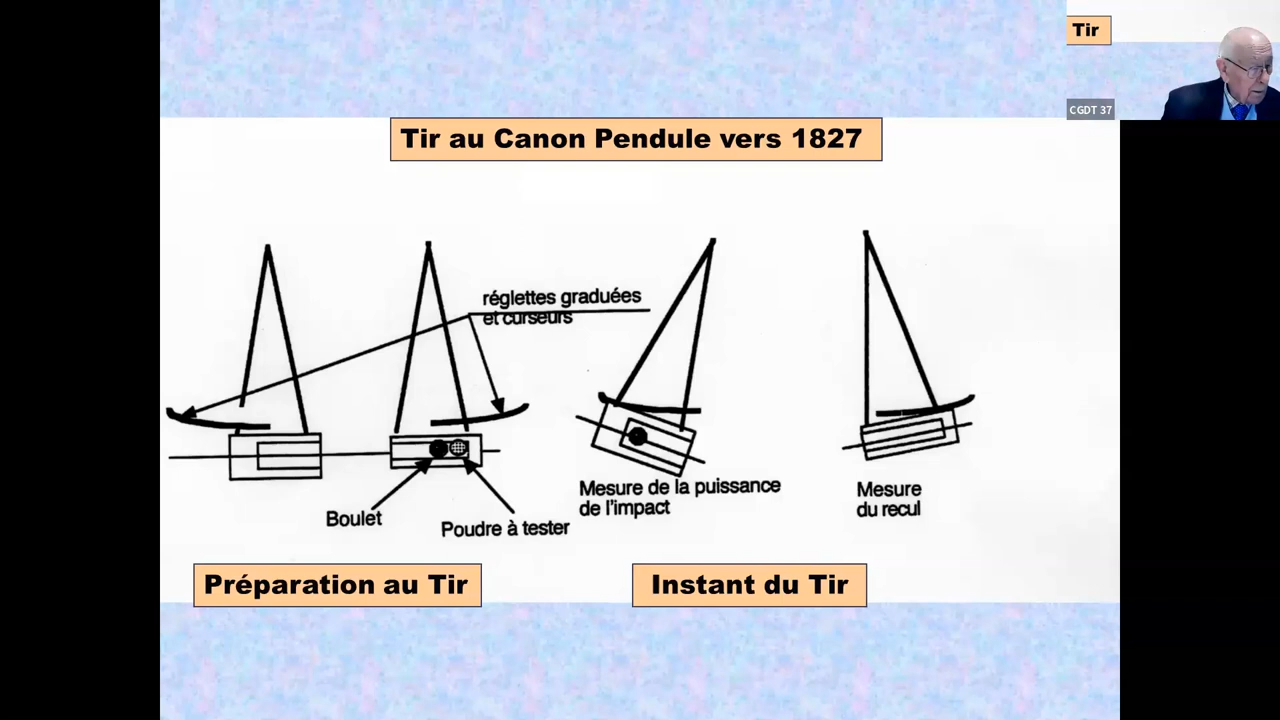 Tir
CGDT 37
Tir au Canon Pendule vers 1827
réglettes graduées
et curseurs
Boulet
Poudre à tester
Mesure de la puissance
de l'impact
Mesure
du recul
Préparation au Tir
Instant du Tir